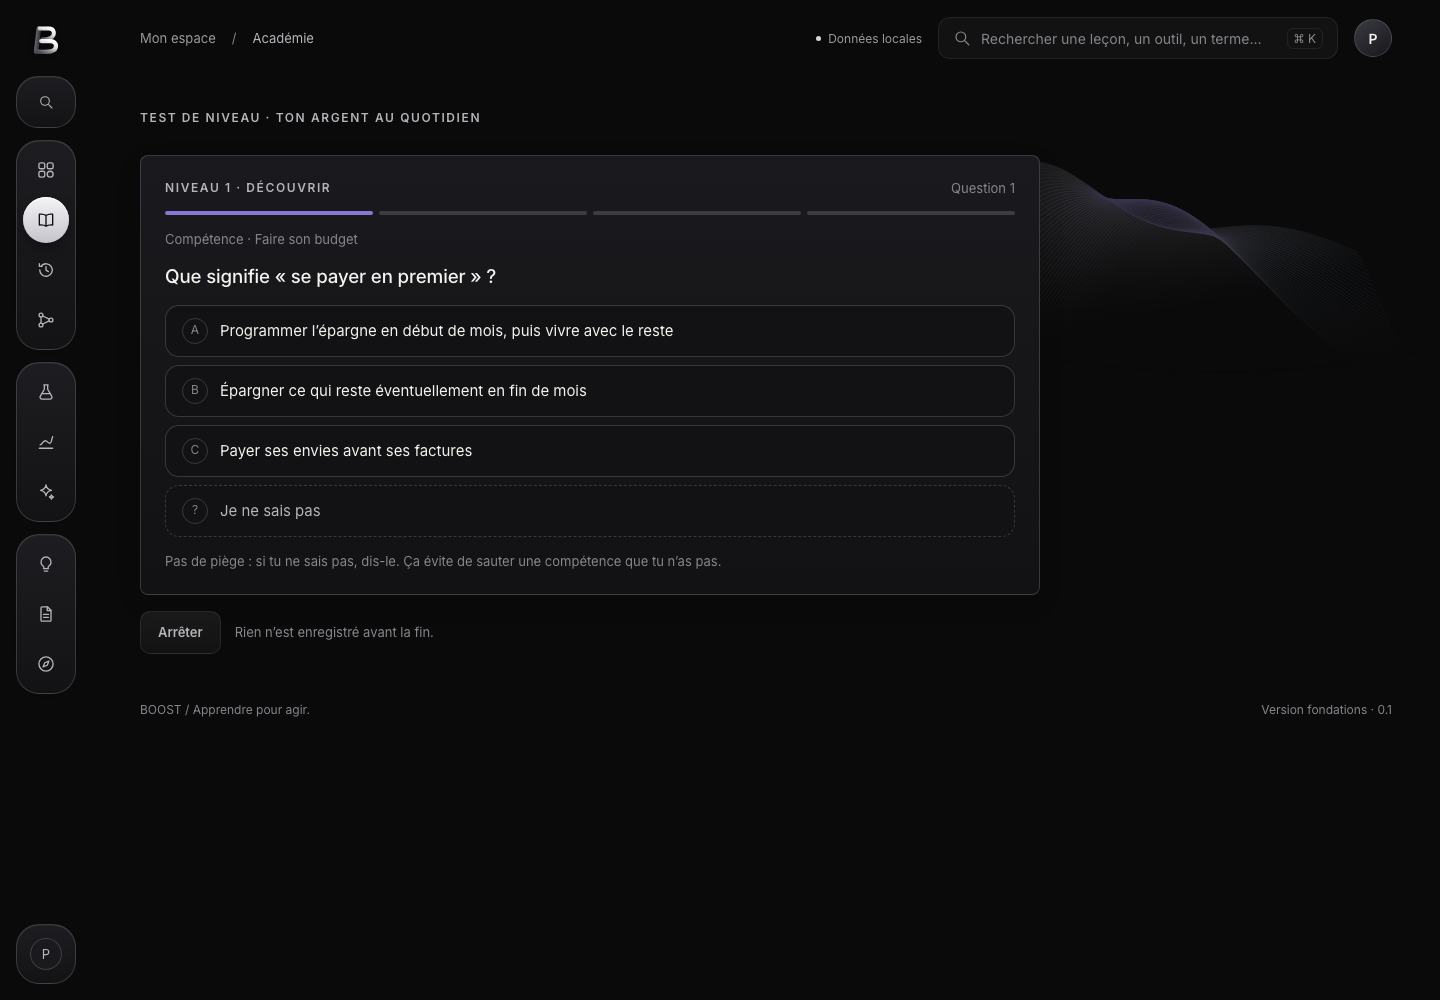 B
Mon espace / Académie
Données locales
Rechercher une leçon, un outil, un terme...
⌘ K
P
TEST DE NIVEAU · TON ARGENT AU QUOTIDIEN
NIVEAU 1 · DÉCOUVRIR
Question 1
Compétence · Faire son budget
Que signifie « se payer en premier » ?
A Programmer l’épargne en début de mois, puis vivre avec le reste
B Épargner ce qui reste éventuellement en fin de mois
C Payer ses envies avant ses factures
? Je ne sais pas
Pas de piège : si tu ne sais pas, dis-le. Ça évite de sauter une compétence que tu n’as pas.
Arrêter
Rien n’est enregistré avant la fin.
BOOST / Apprendre pour agir.
Version fondations · 0.1
P